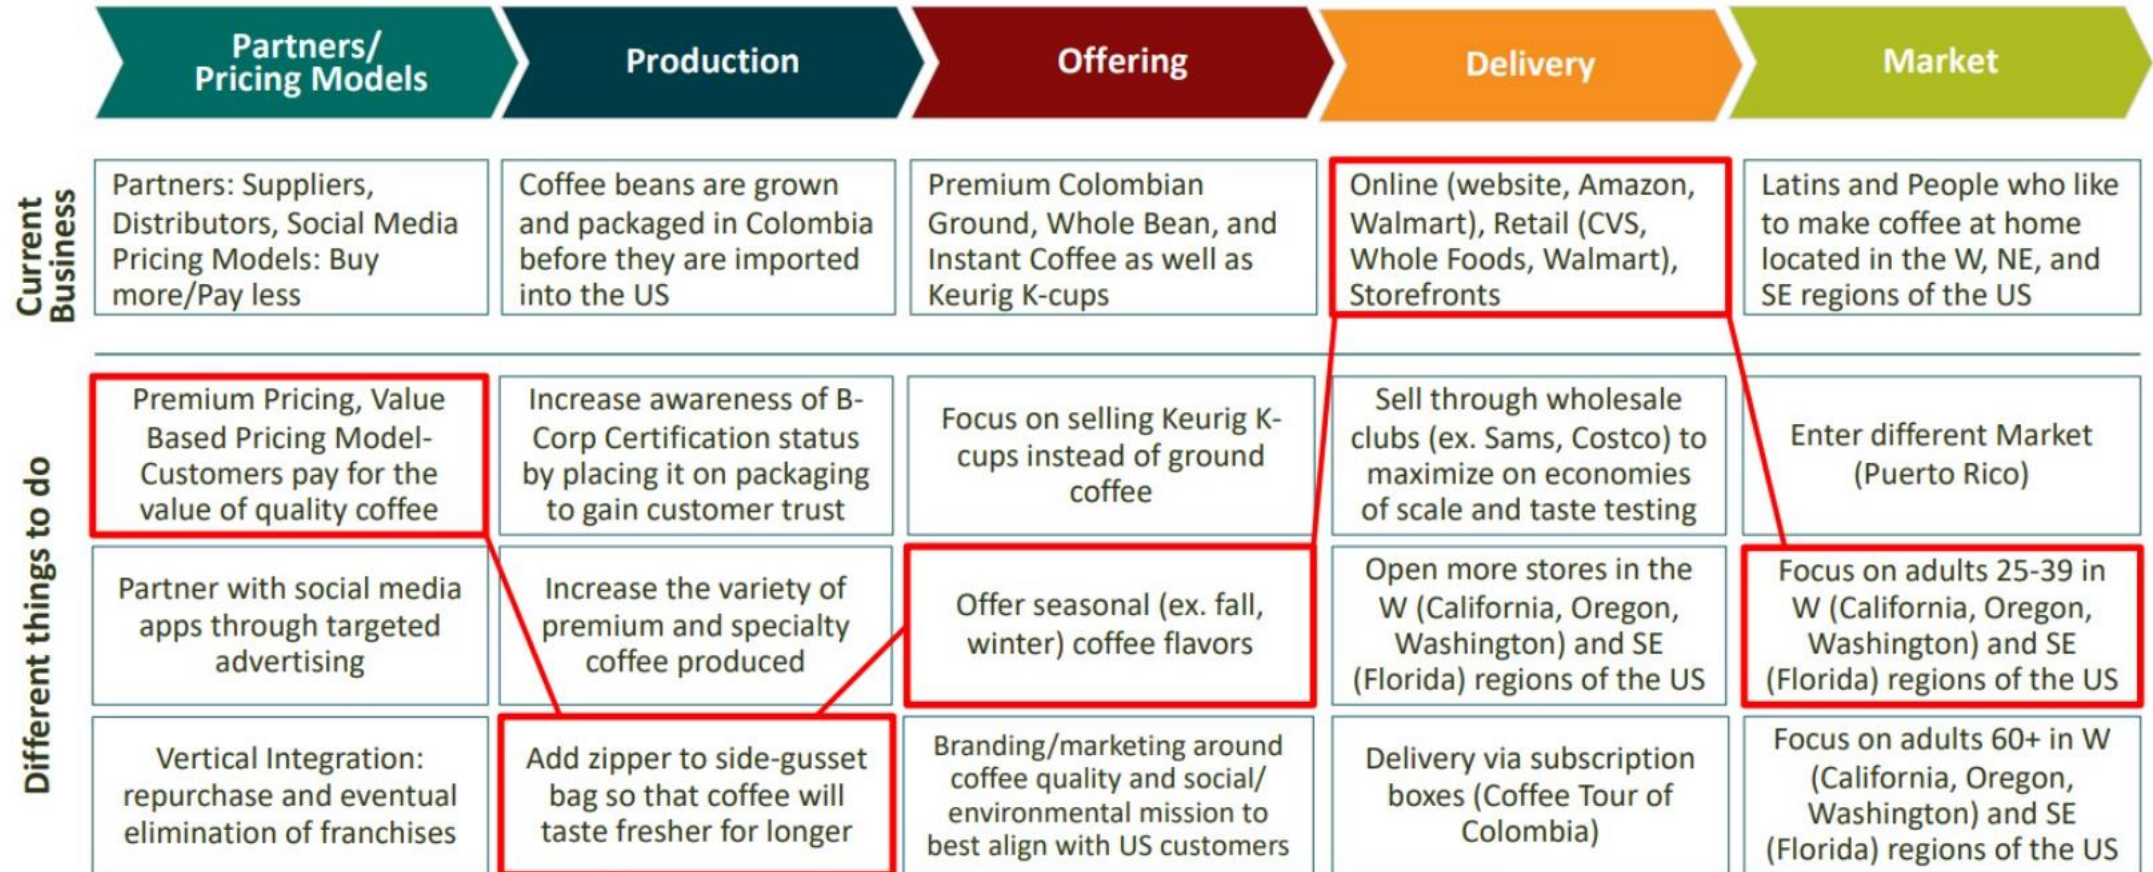 Partners/
Pricing Models
Production
Offering
Delivery
Market
Current
Business
Partners: Suppliers,
Distributors, Social Media
Pricing Models: Buy
more/Pay less
Coffee beans are grown
and packaged in Colombia
before they are imported
into the US
Premium Colombian
Ground, Whole Bean, and
Instant Coffee as well as
Keurig K-cups
Online (website, Amazon,
Walmart), Retail (CVS,
Whole Foods, Walmart),
Storefronts
Latins and People who like
to make coffee at home
located in the W, NE, and
SE regions of the US
Different things to do
Premium Pricing, Value
Based Pricing Model-
Customers pay for the
value of quality coffee
Increase awareness of B-
Corp Certification status
by placing it on packaging
to gain customer trust
Focus on selling Keurig K-
cups instead of ground
coffee
Sell through wholesale
clubs (ex. Sams, Costco) to
maximize on economies
of scale and taste testing
Enter different Market
(Puerto Rico)
Partner with social media
apps through targeted
advertising
Increase the variety of
premium and specialty
coffee produced
Offer seasonal (ex. fall,
winter) coffee flavors
Open more stores in the
W (California, Oregon,
Washington) and SE
(Florida) regions of the US
Focus on adults 25-39 in
W (California, Oregon,
Washington) and SE
(Florida) regions of the US
Vertical Integration:
repurchase and eventual
elimination of franchises
Add zipper to side-gusset
bag so that coffee will
taste fresher for longer
Branding/marketing around
coffee quality and social/
environmental mission to
best align with US customers
Delivery via subscription
boxes (Coffee Tour of
Colombia)
Focus on adults 60+ in W
(California, Oregon,
Washington) and SE
(Florida) regions of the US